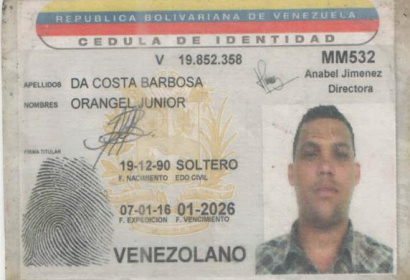 REPUBLICA BOLIVARIANA DE VENEZUELA
CEDULA DE IDENTIDAD
V 19.852.358 MM532
Anabel Jimenez
Directora
APELLIDOS DA COSTA BARBOSA
NOMBRES ORANGEL JUNIOR
FIRMA TITULAR
19-12-90 SOLTERO
F. NACIMIENTO EDO CIVIL
07-01-16 01-2026
F. EXPEDICION F. VENCIMIENTO
VENEZOLANO